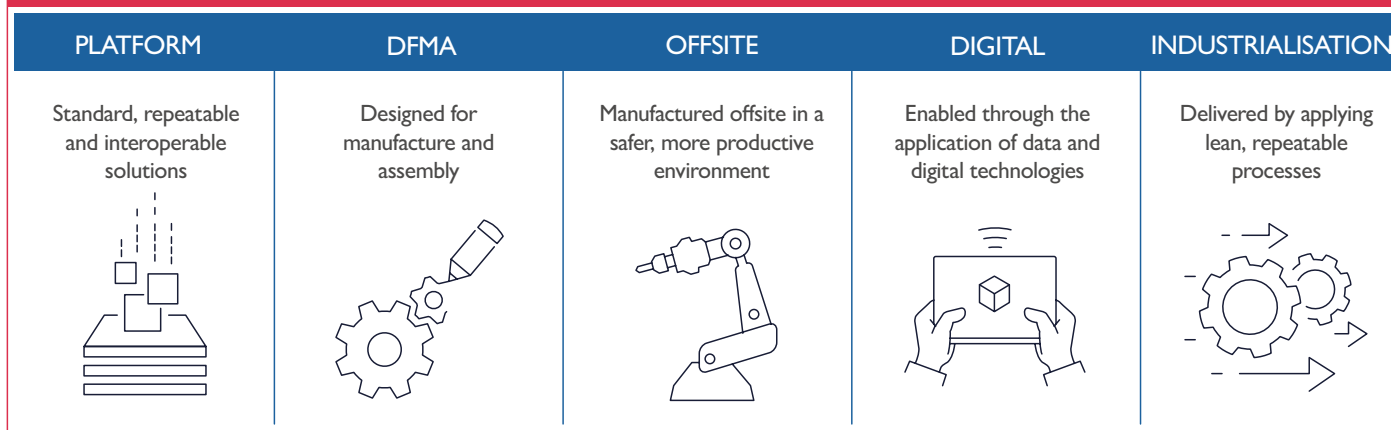 PLATFORM
Standard, repeatable
and interoperable
solutions
DFMA
Designed for
manufacture and
assembly
OFFSITE
Manufactured offsite in a
safer, more productive
environment
DIGITAL
Enabled through the
application of data and
digital technologies
INDUSTRIALISATION
Delivered by applying
lean, repeatable
processes